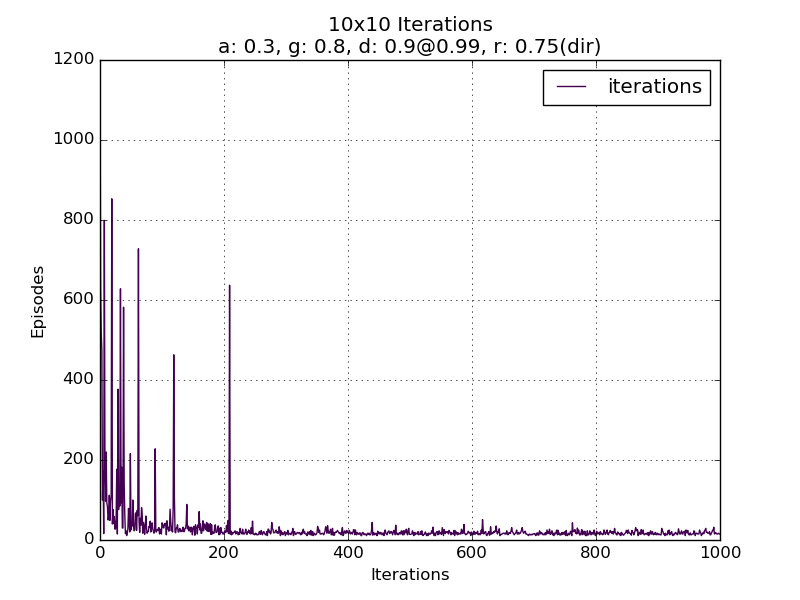 10x10 Iterations
a: 0.3, g: 0.8, d: 0.9@0.99, r: 0.75(dir)
iterations
1200
1000
800
600
400
200
0
Episodes
0 200 400 600 800 1000
Iterations